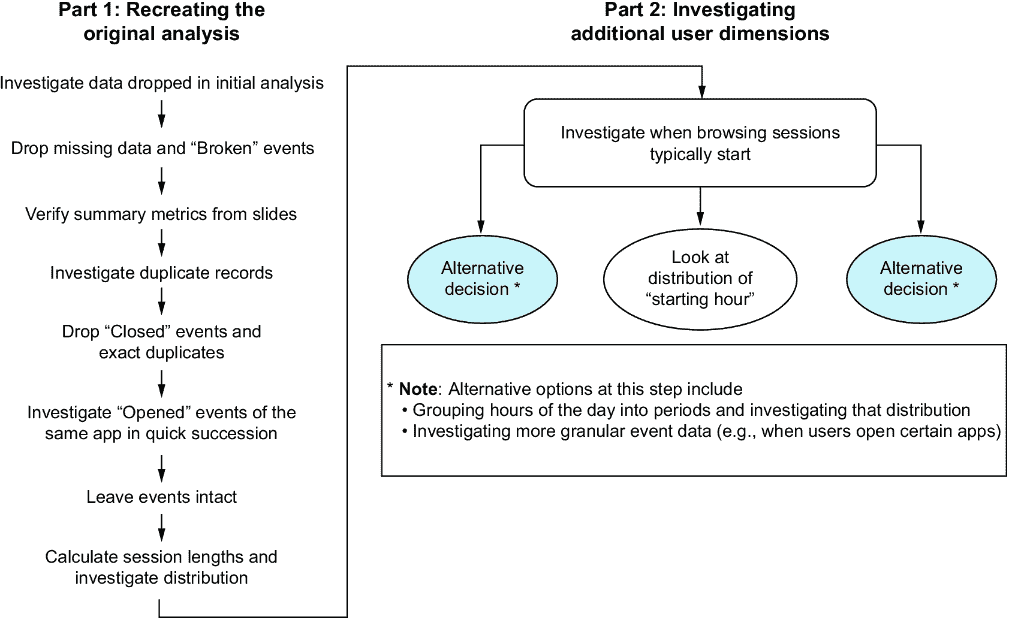 Part 1: Recreating the
original analysis
Investigate data dropped in initial analysis
Drop missing data and “Broken” events
Verify summary metrics from slides
Investigate duplicate records
Drop “Closed” events and
exact duplicates
Investigate “Opened” events of the
same app in quick succession
Leave events intact
Calculate session lengths and
investigate distribution
Part 2: Investigating
additional user dimensions
Investigate when browsing sessions
typically start
Alternative
decision *
Look at
distribution of
“starting hour”
Alternative
decision *
* Note: Alternative options at this step include
• Grouping hours of the day into periods and investigating that distribution
• Investigating more granular event data (e.g., when users open certain apps)